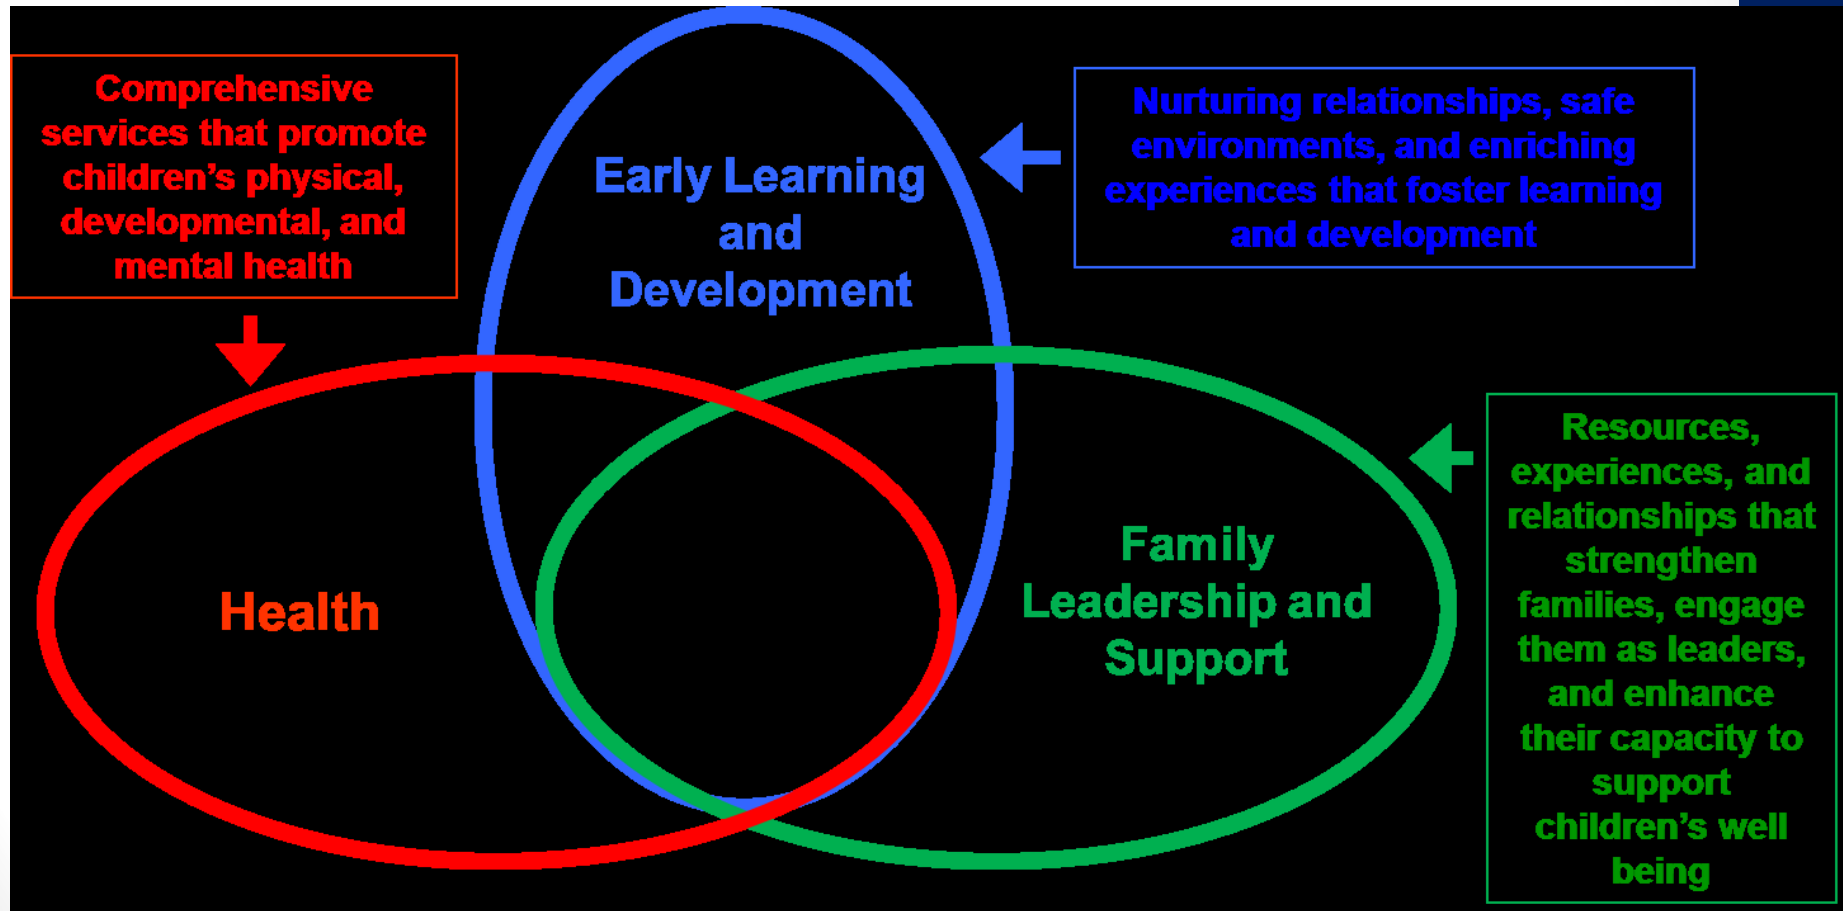 Comprehensive
services that promote
children’s physical,
developmental, and
mental health
Early Learning
and
Development
Nurturing relationships, safe
environments, and enriching
experiences that foster learning
and development
Health
Family
Leadership and
Support
Resources,
experiences, and
relationships that
strengthen
families, engage
them as leaders,
and enhance
their capacity to
support
children’s well
being